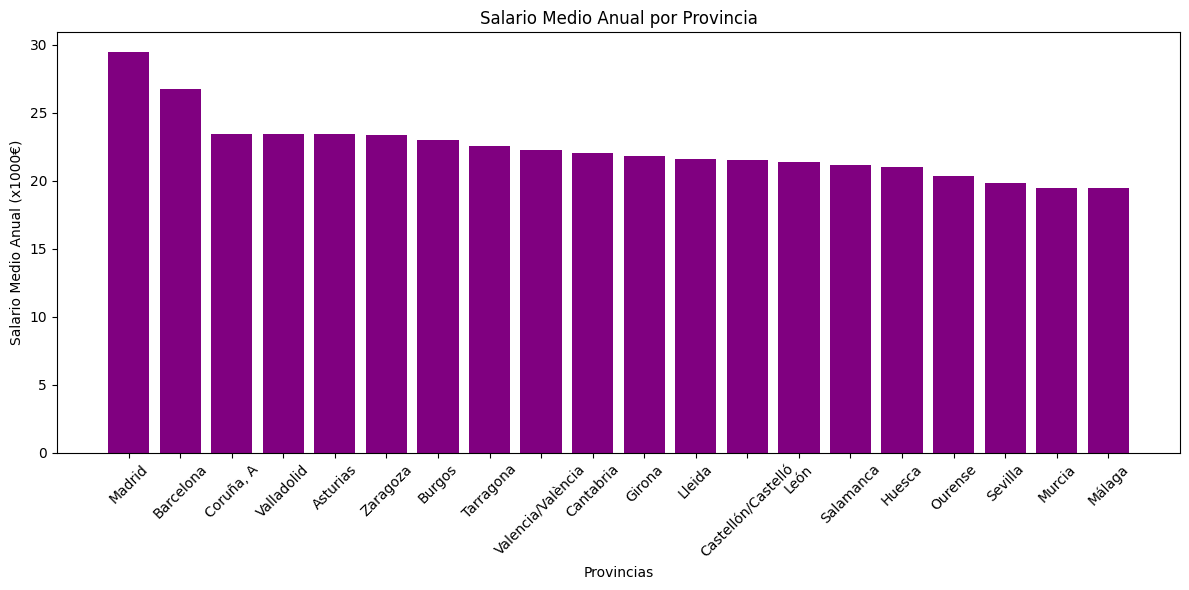 Salario Medio Anual por Provincia
Salario Medio Anual (x1000€)
30
25
20
15
10
5
0
Madrid
Barcelona
Coruña, A
Valladolid
Asturias
Zaragoza
Burgos
Tarragona
Valencia/València
Cantabria
Girona
Lleida
Castellón/Castelló
León
Salamanca
Huesca
Ourense
Sevilla
Murcia
Málaga
Provincias